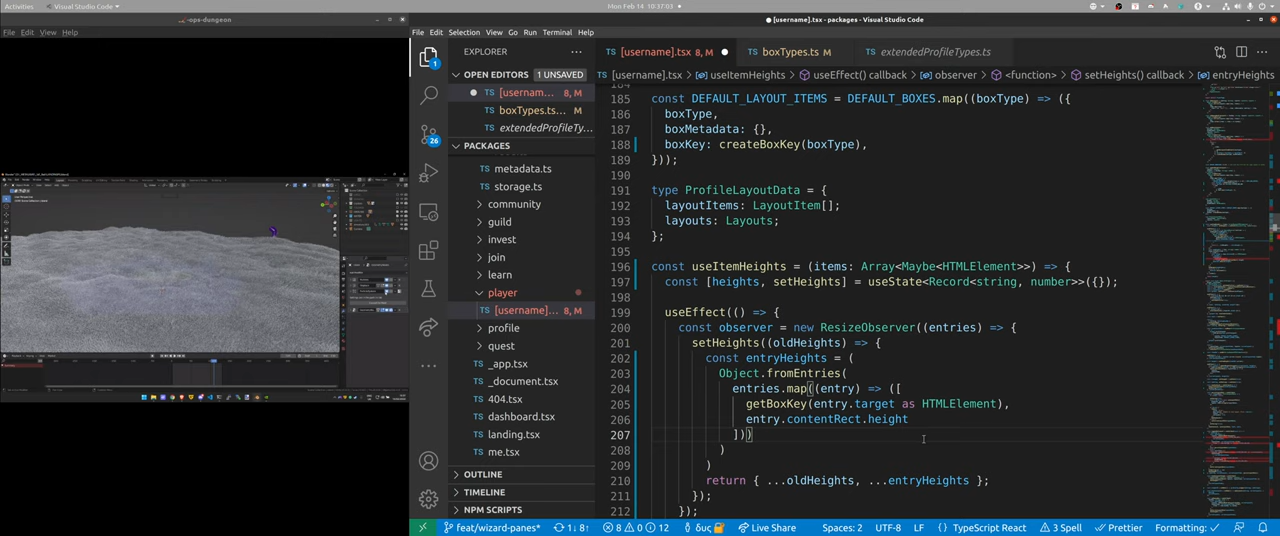 Activities
Visual Studio Code
Mon Feb 14 10:37:03
-ops-dungeon
File Edit View Help
[username].tsx - packages - Visual Studio Code
File Edit Selection View Go Run Terminal Help
EXPLORER
OPEN EDITORS 1 UNSAVED
TS [usernam... 8, M
TS boxTypes.ts... M
TS extendedProfileTy...
PACKAGES
TS metadata.ts
TS storage.ts
community
guild
invest
join
learn
player
TS [username]... 8, M
profile
quest
TS _app.tsx
TS _document.tsx
TS 404.tsx
TS dashboard.tsx
TS landing.tsx
TS me.tsx
OUTLINE
TIMELINE
NPM SCRIPTS
1
26
TS [username].tsx 8, M
TS boxTypes.ts M
TS extendedProfileTypes.ts
TS [username].tsx > useItemHeights > useEffect() callback > observer > <function> > setHeights() callback > entryHeights
184
185 const DEFAULT_LAYOUT_ITEMS = DEFAULT_BOXES.map((boxType) => ({
186 boxType,
187 boxMetadata: {},
188 boxKey: createBoxKey(boxType),
189 }));
190
191 type ProfileLayoutData = {
192 layoutItems: LayoutItem[];
193 layouts: Layouts;
194 };
195
196 const useItemHeights = (items: Array<Maybe<HTMLElement>>) => {
197 const [heights, setHeights] = useState<Record<string, number>>({});
198
199 useEffect(() => {
200 const observer = new ResizeObserver((entries) => {
201 setHeights((oldHeights) => {
202 const entryHeights = (
203 Object.fromEntries(
204 entries.map((entry) => ([
205 getBoxKey(entry.target as HTMLElement),
206 entry.contentRect.height
207 ]))
208 )
209 )
210 return { ...oldHeights, ...entryHeights };
211 });
212 });
feat/wizard-panes* 1↓ 8↑ 8 0 12 δυς Live Share Spaces: 2 UTF-8 LF TypeScript React 3 Spell Prettier Formatting: ✓